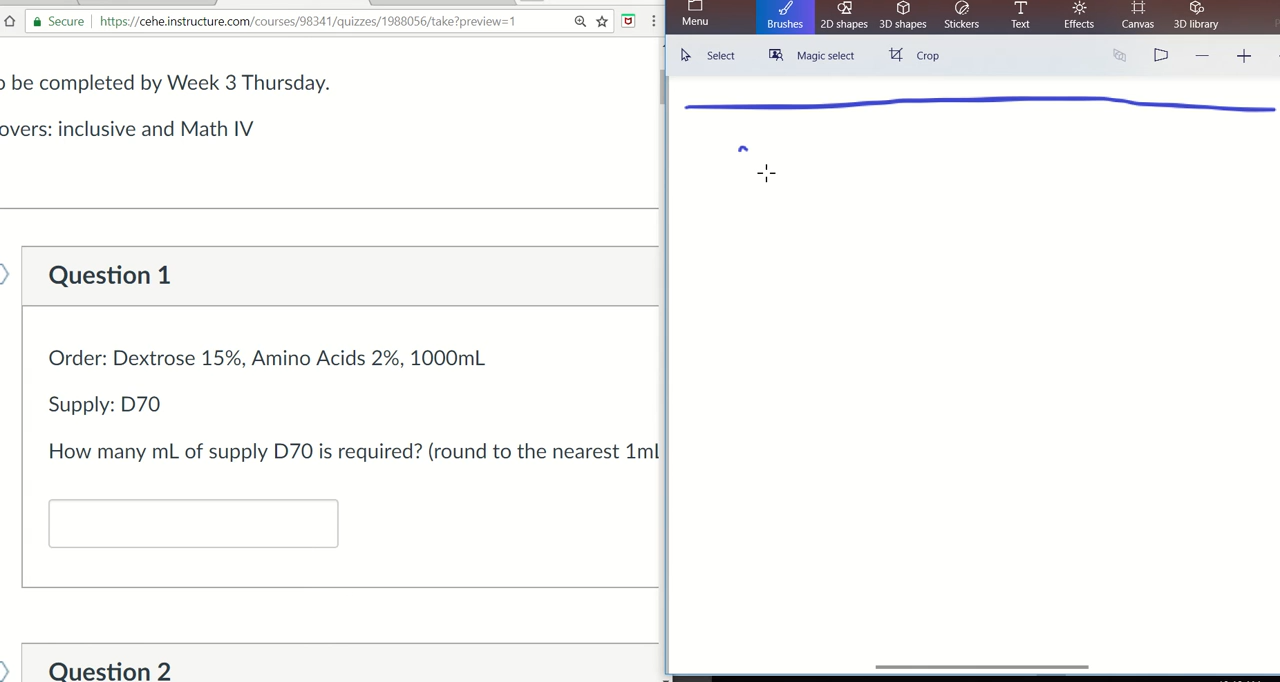 Secure https://cehe.instructure.com/courses/98341/quizzes/1988056/take?preview=1
Menu Brushes 2D shapes 3D shapes Stickers Text Effects Canvas 3D library
Select Magic select Crop
o be completed by Week 3 Thursday.
overs: inclusive and Math IV
Question 1
Order: Dextrose 15%, Amino Acids 2%, 1000mL
Supply: D70
How many mL of supply D70 is required? (round to the nearest 1mL
Question 2